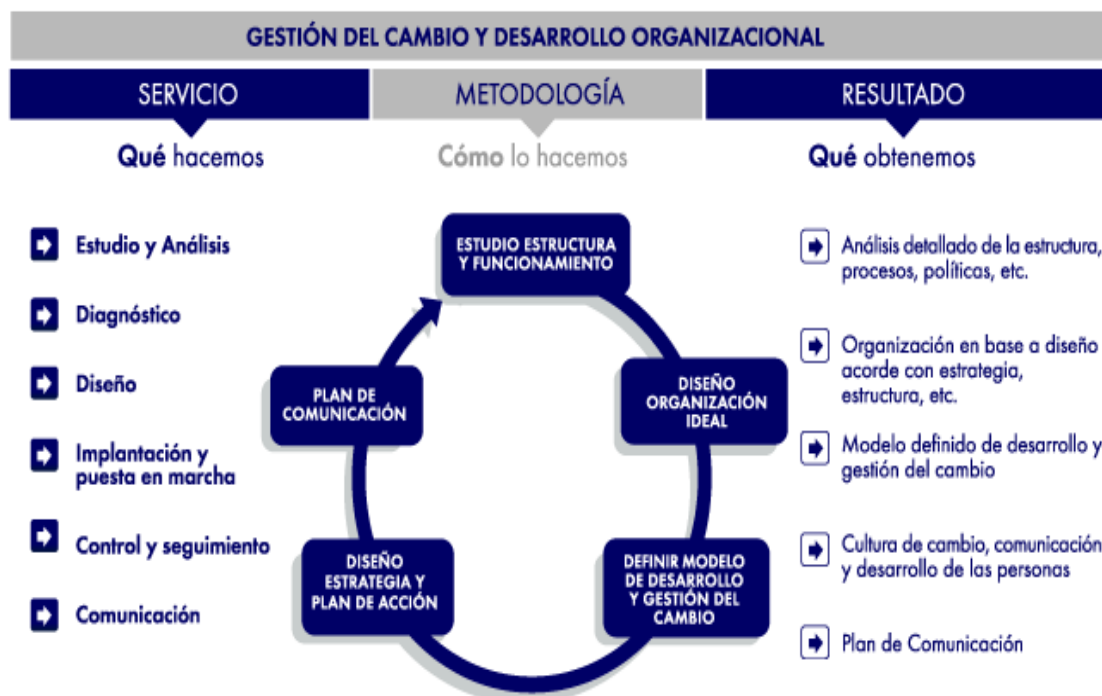 GESTIÓN DEL CAMBIO Y DESARROLLO ORGANIZACIONAL
SERVICIO
Qué hacemos
Estudio y Análisis
Diagnóstico
Diseño
Implantación y
puesta en marcha
Control y seguimiento
Comunicación
METODOLOGÍA
Cómo lo hacemos
ESTUDIO ESTRUCTURA
Y FUNCIONAMIENTO
DISEÑO
ORGANIZACIÓN
IDEAL
DEFINIR MODELO
DE DESARROLLO
Y GESTIÓN DEL
CAMBIO
DISEÑO
ESTRATEGIA Y
PLAN DE ACCIÓN
PLAN DE
COMUNICACIÓN
RESULTADO
Qué obtenemos
Análisis detallado de la estructura,
procesos, políticas, etc.
Organización en base a diseño
acorde con estrategia,
estructura, etc.
Modelo definido de desarrollo y
gestión del cambio
Cultura de cambio, comunicación
y desarrollo de las personas
Plan de Comunicación